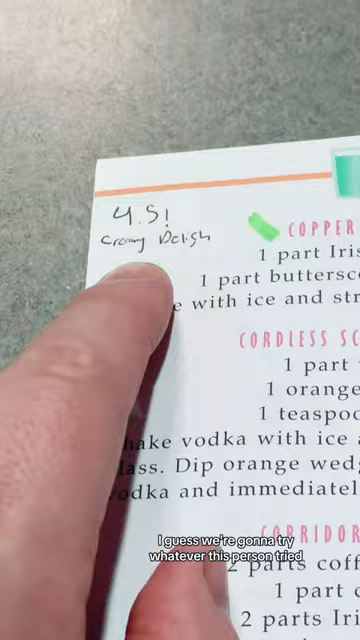 4.5!
Creamy Deligh
COPPER
1 part Iris
1 part buttersc
e with ice and str
CORDLESS SC
1 part
1 orange
1 teaspoo
hake vodka with ice a
lass. Dip orange wedg
vodka and immediatel
I guess we're gonna try
whatever this person tried
CORRIDOR
2 parts coff
1 part c
2 parts Iri